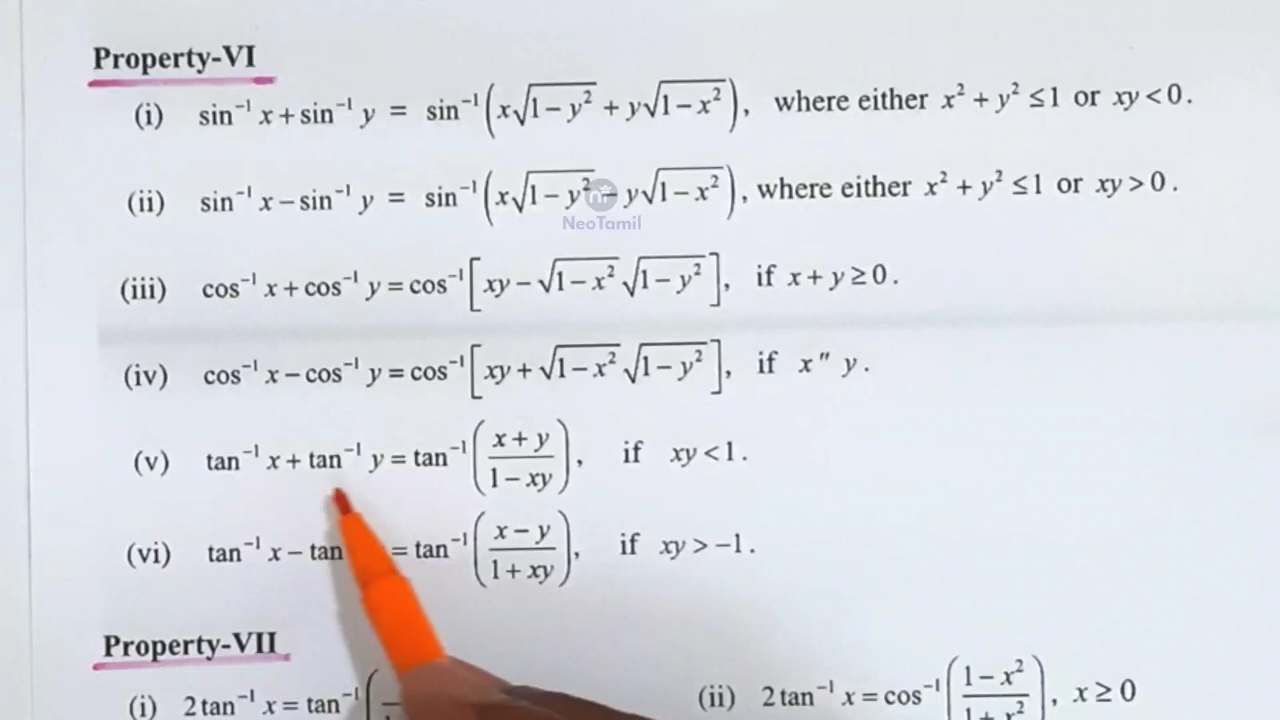 Property-VI
(i) sin⁻¹ x + sin⁻¹ y = sin⁻¹(x√(1 − y²) + y√(1 − x²)), where either x² + y² ≤ 1 or xy < 0.
(ii) sin⁻¹ x − sin⁻¹ y = sin⁻¹(x√(1 − y²) − y√(1 − x²)), where either x² + y² ≤ 1 or xy > 0.
NeoTamil
(iii) cos⁻¹ x + cos⁻¹ y = cos⁻¹[xy − √(1 − x²) √(1 − y²)], if x + y ≥ 0.
(iv) cos⁻¹ x − cos⁻¹ y = cos⁻¹[xy + √(1 − x²) √(1 − y²)], if x" y.
(v) tan⁻¹ x + tan⁻¹ y = tan⁻¹((x + y)/(1 − xy)), if xy < 1.
(vi) tan⁻¹ x − tan = tan⁻¹((x − y)/(1 + xy)), if xy > −1.
Property-VII
(i) 2 tan⁻¹ x = tan⁻¹( (ii) 2 tan⁻¹ x = cos⁻¹((1 − x²)/(1 + x²)), x ≥ 0